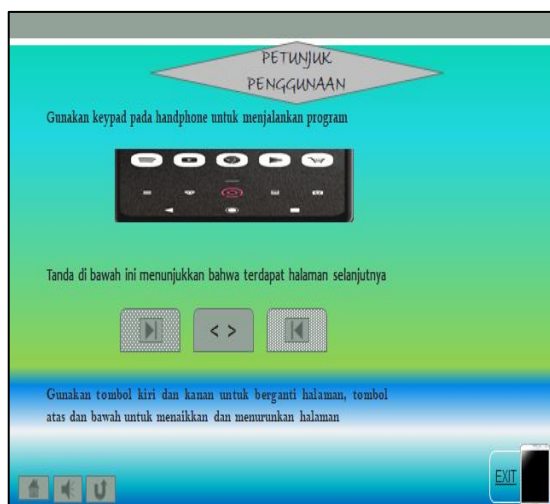 PETUNJUK
PENGGUNAAN
Gunakan keypad pada handphone untuk menjalankan program
Tanda di bawah ini menunjukkan bahwa terdapat halaman selanjutnya
< >
Gunakan tombol kiri dan kanan untuk berganti halaman, tombol
atas dan bawah untuk menaikkan dan menurunkan halaman
EXIT